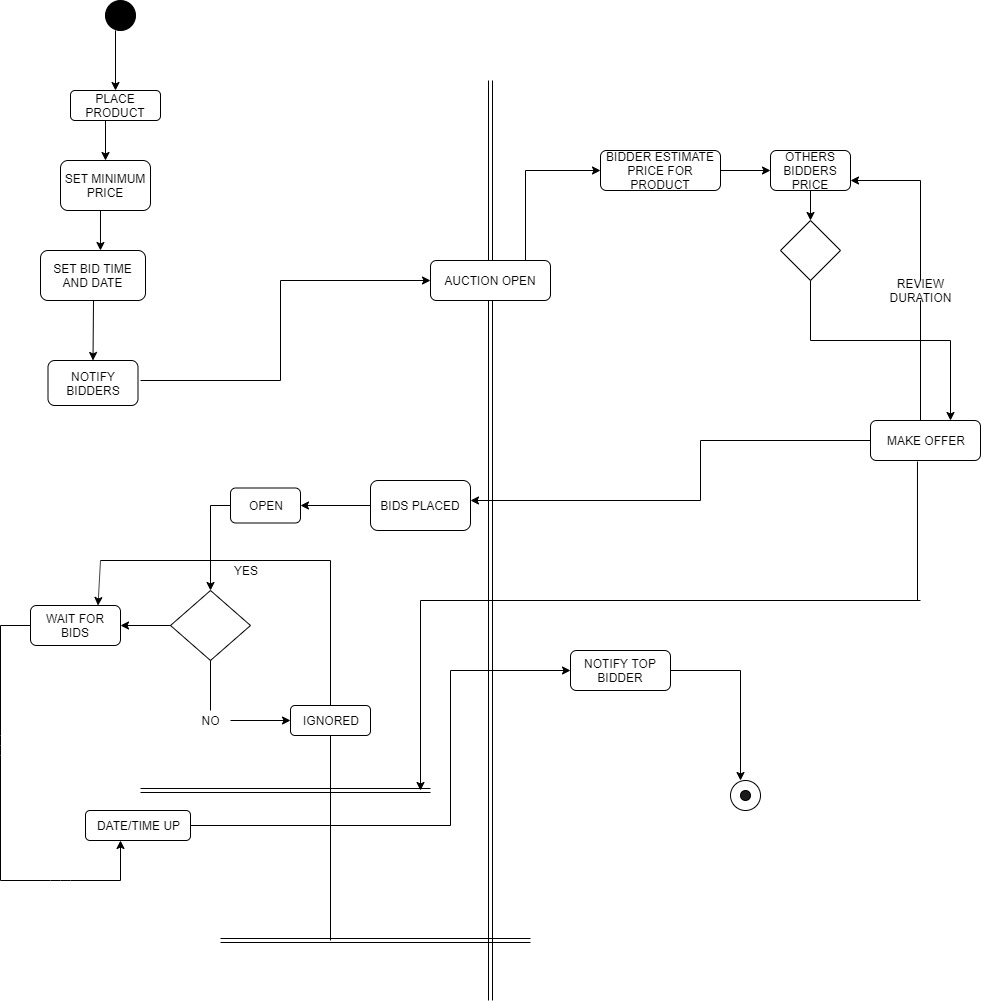 PLACE
PRODUCT
SET MINIMUM
PRICE
SET BID TIME
AND DATE
NOTIFY
BIDDERS
AUCTION OPEN
BIDDER ESTIMATE
PRICE FOR
PRODUCT
OTHERS
BIDDERS
PRICE
REVIEW
DURATION
MAKE OFFER
BIDS PLACED
OPEN
YES
WAIT FOR
BIDS
NO
IGNORED
NOTIFY TOP
BIDDER
DATE/TIME UP